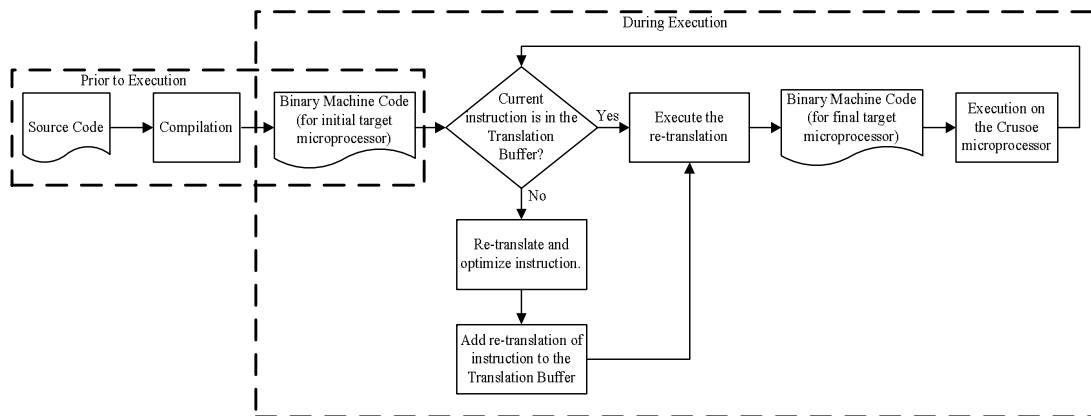 During Execution
Prior to Execution
Source Code
Compilation
Binary Machine Code
(for initial target
microprocessor)
Current
instruction is in the
Translation
Buffer?
Yes
Execute the
re-translation
Binary Machine Code
(for final target
microprocessor)
Execution on
the Crusoe
microprocessor
No
Re-translate and
optimize instruction.
Add re-translation of
instruction to the
Translation Buffer